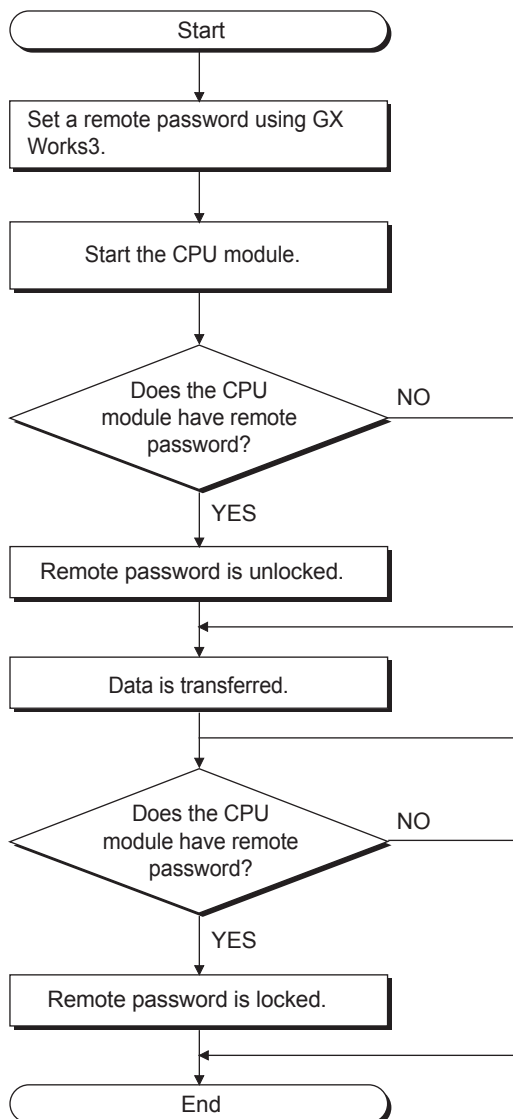 Start
Set a remote password using GX
Works3.
Start the CPU module.
Does the CPU
module have remote
password?
NO
YES
Remote password is unlocked.
Data is transferred.
Does the CPU
module have remote
password?
NO
YES
Remote password is locked.
End